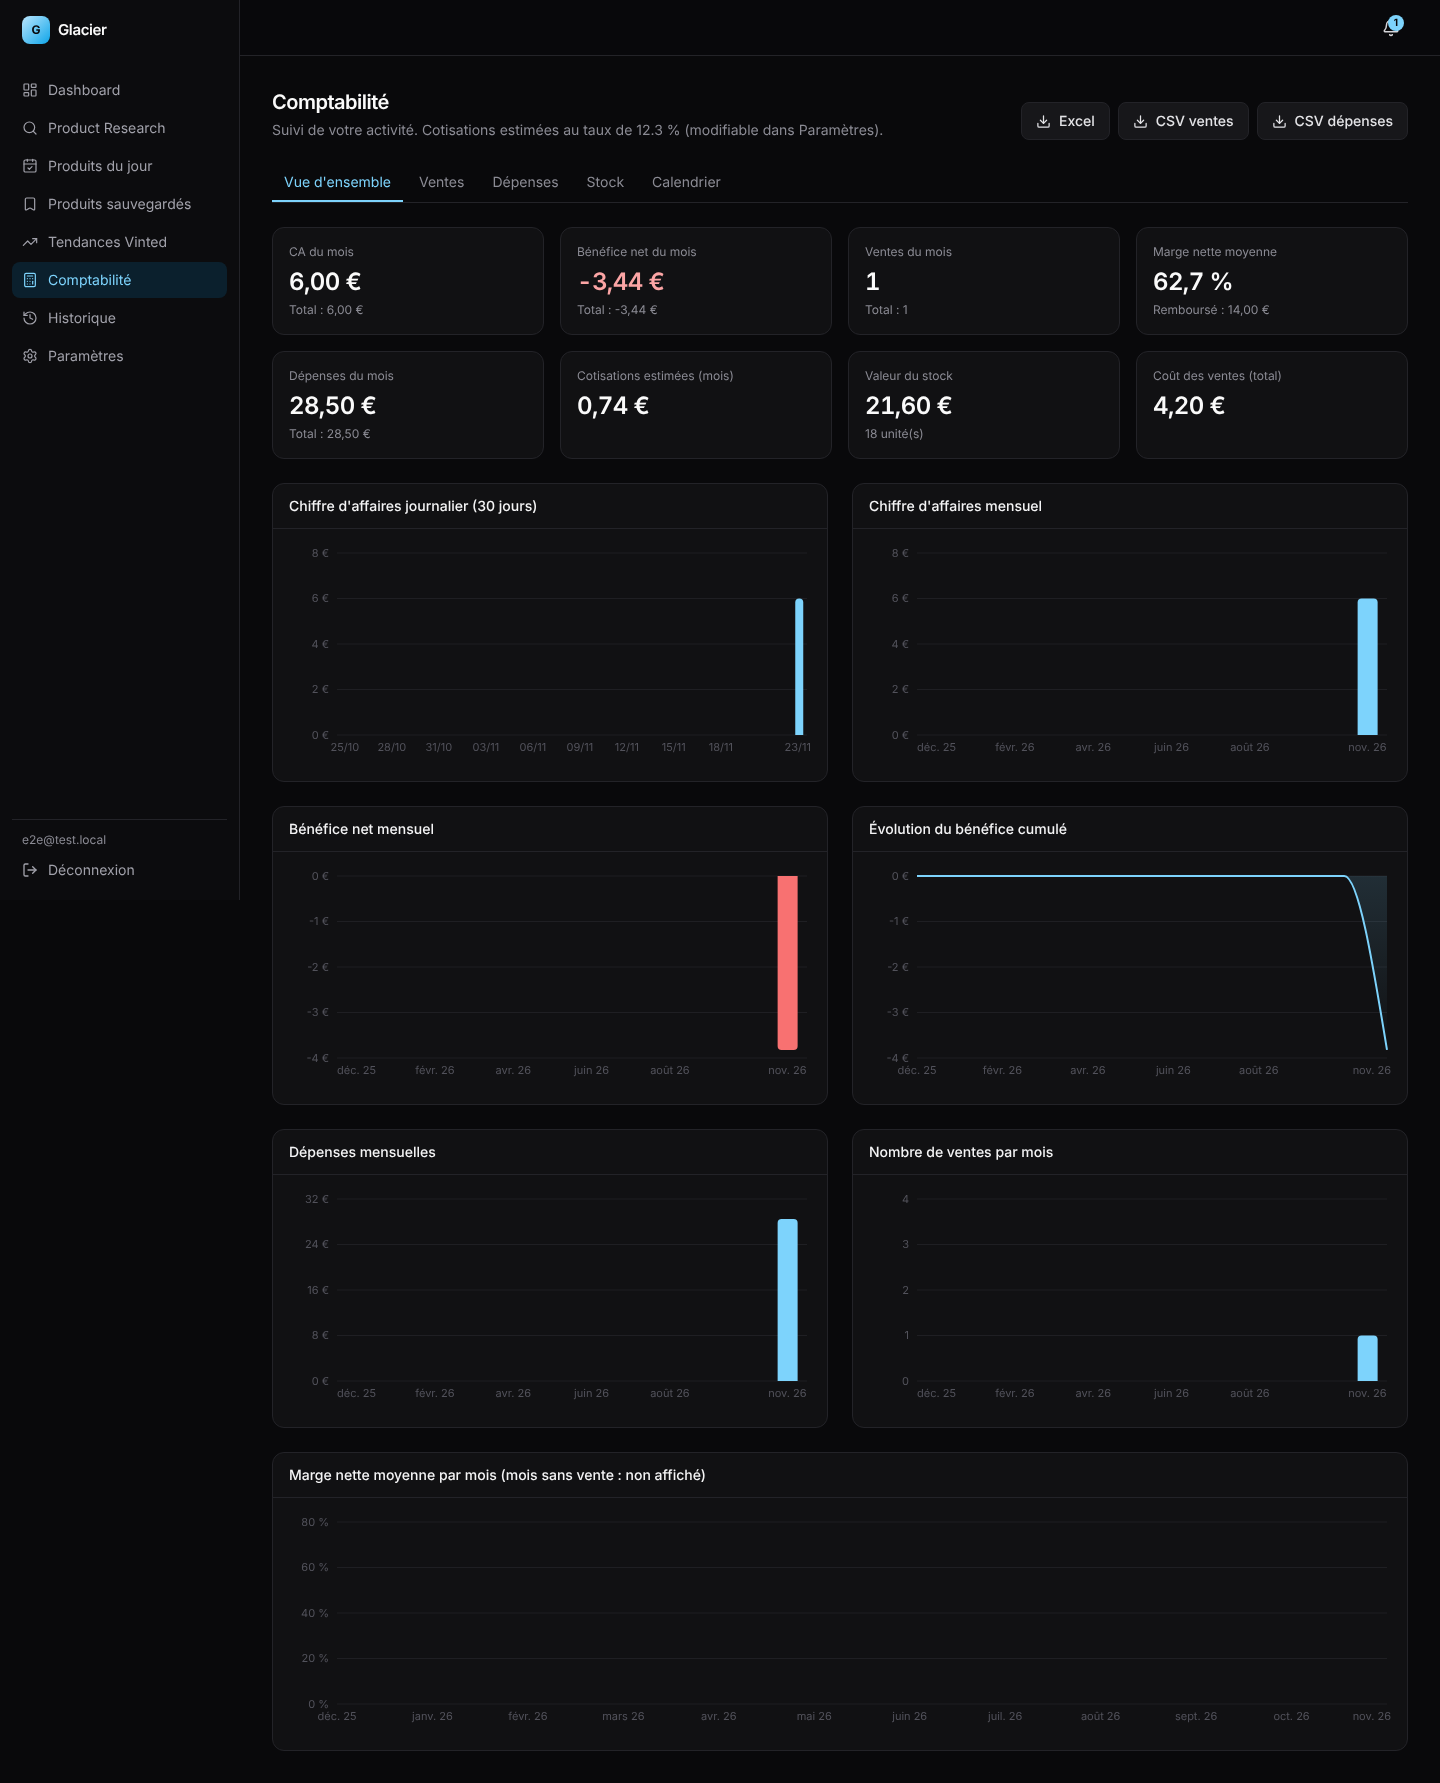 G Glacier
1
Dashboard
Product Research
Produits du jour
Produits sauvegardés
Tendances Vinted
Comptabilité
Historique
Paramètres
e2e@test.local
Déconnexion
Comptabilité
Suivi de votre activité. Cotisations estimées au taux de 12.3 % (modifiable dans Paramètres).
Excel
CSV ventes
CSV dépenses
Vue d'ensemble
Ventes
Dépenses
Stock
Calendrier
CA du mois
6,00 €
Total : 6,00 €
Bénéfice net du mois
-3,44 €
Total : -3,44 €
Ventes du mois
1
Total : 1
Marge nette moyenne
62,7 %
Remboursé : 14,00 €
Dépenses du mois
28,50 €
Total : 28,50 €
Cotisations estimées (mois)
0,74 €
Valeur du stock
21,60 €
18 unité(s)
Coût des ventes (total)
4,20 €
Chiffre d'affaires journalier (30 jours)
8 €
6 €
4 €
2 €
0 €
25/10 28/10 31/10 03/11 06/11 09/11 12/11 15/11 18/11 23/11
Chiffre d'affaires mensuel
8 €
6 €
4 €
2 €
0 €
déc. 25 févr. 26 avr. 26 juin 26 août 26 nov. 26
Bénéfice net mensuel
0 €
-1 €
-2 €
-3 €
-4 €
déc. 25 févr. 26 avr. 26 juin 26 août 26 nov. 26
Évolution du bénéfice cumulé
0 €
-1 €
-2 €
-3 €
-4 €
déc. 25 févr. 26 avr. 26 juin 26 août 26 nov. 26
Dépenses mensuelles
32 €
24 €
16 €
8 €
0 €
déc. 25 févr. 26 avr. 26 juin 26 août 26 nov. 26
Nombre de ventes par mois
4
3
2
1
0
déc. 25 févr. 26 avr. 26 juin 26 août 26 nov. 26
Marge nette moyenne par mois (mois sans vente : non affiché)
80 %
60 %
40 %
20 %
0 %
déc. 25 janv. 26 févr. 26 mars 26 avr. 26 mai 26 juin 26 juil. 26 août 26 sept. 26 oct. 26 nov. 26